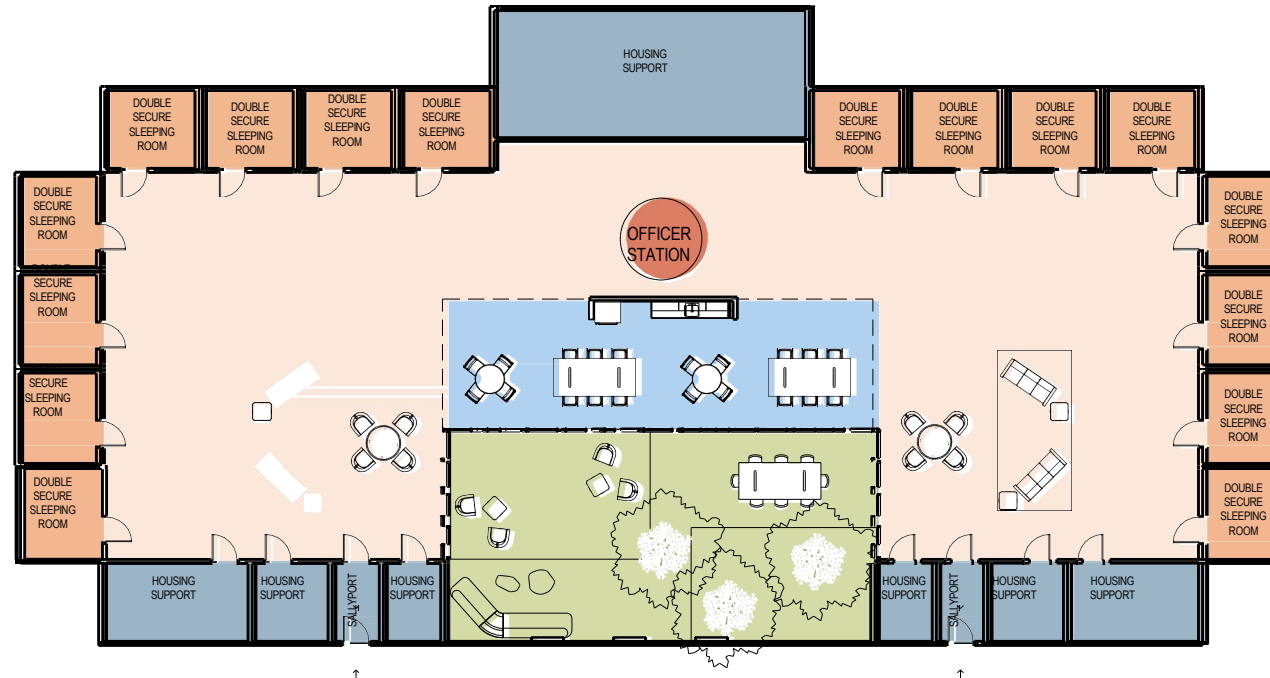 HOUSING
SUPPORT
DOUBLE
SECURE
SLEEPING
ROOM
DOUBLE
SECURE
SLEEPING
ROOM
DOUBLE
SECURE
SLEEPING
ROOM
DOUBLE
SECURE
SLEEPING
ROOM
DOUBLE
SECURE
SLEEPING
ROOM
DOUBLE
SECURE
SLEEPING
ROOM
DOUBLE
SECURE
SLEEPING
ROOM
DOUBLE
SECURE
SLEEPING
ROOM
DOUBLE
SECURE
SLEEPING
ROOM
OFFICER
STATION
DOUBLE
SECURE
SLEEPING
ROOM
SECURE
SLEEPING
ROOM
DOUBLE
SECURE
SLEEPING
ROOM
SECURE
SLEEPING
ROOM
DOUBLE
SECURE
SLEEPING
ROOM
DOUBLE
SECURE
SLEEPING
ROOM
DOUBLE
SECURE
SLEEPING
ROOM
HOUSING
SUPPORT
HOUSING
SUPPORT
SALLYPORT
HOUSING
SUPPORT
HOUSING
SUPPORT
SALLYPORT
HOUSING
SUPPORT
HOUSING
SUPPORT